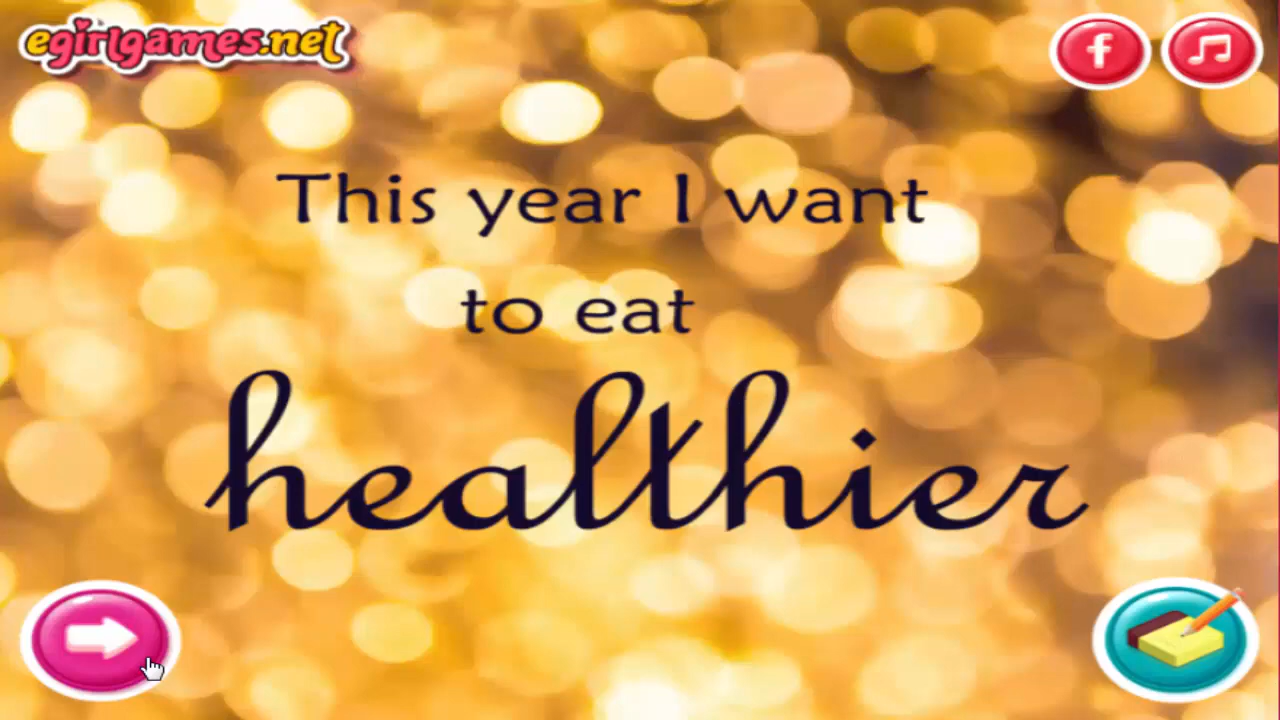 egirlgames.net
f
This year I want
to eat
healthier